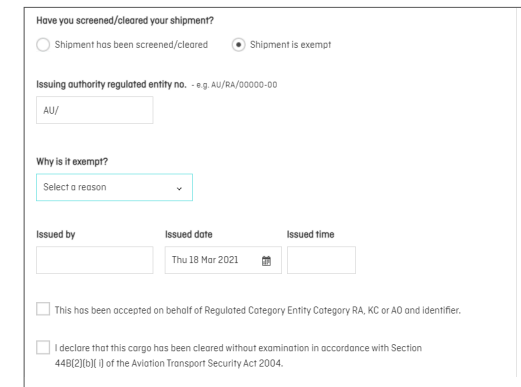 Have you screened/cleared your shipment?
Shipment has been screened/cleared Shipment is exempt
Issuing authority regulated entity no. - e.g. AU/RA/00000-00
AU/
Why is it exempt?
Select a reason
Issued by Issued date Issued time
Thu 18 Mar 2021
This has been accepted on behalf of Regulated Category Entity Category RA, KC or AO and identifier.
I declare that this cargo has been cleared without examination in accordance with Section
44B(2)(b)( i) of the Aviation Transport Security Act 2004.